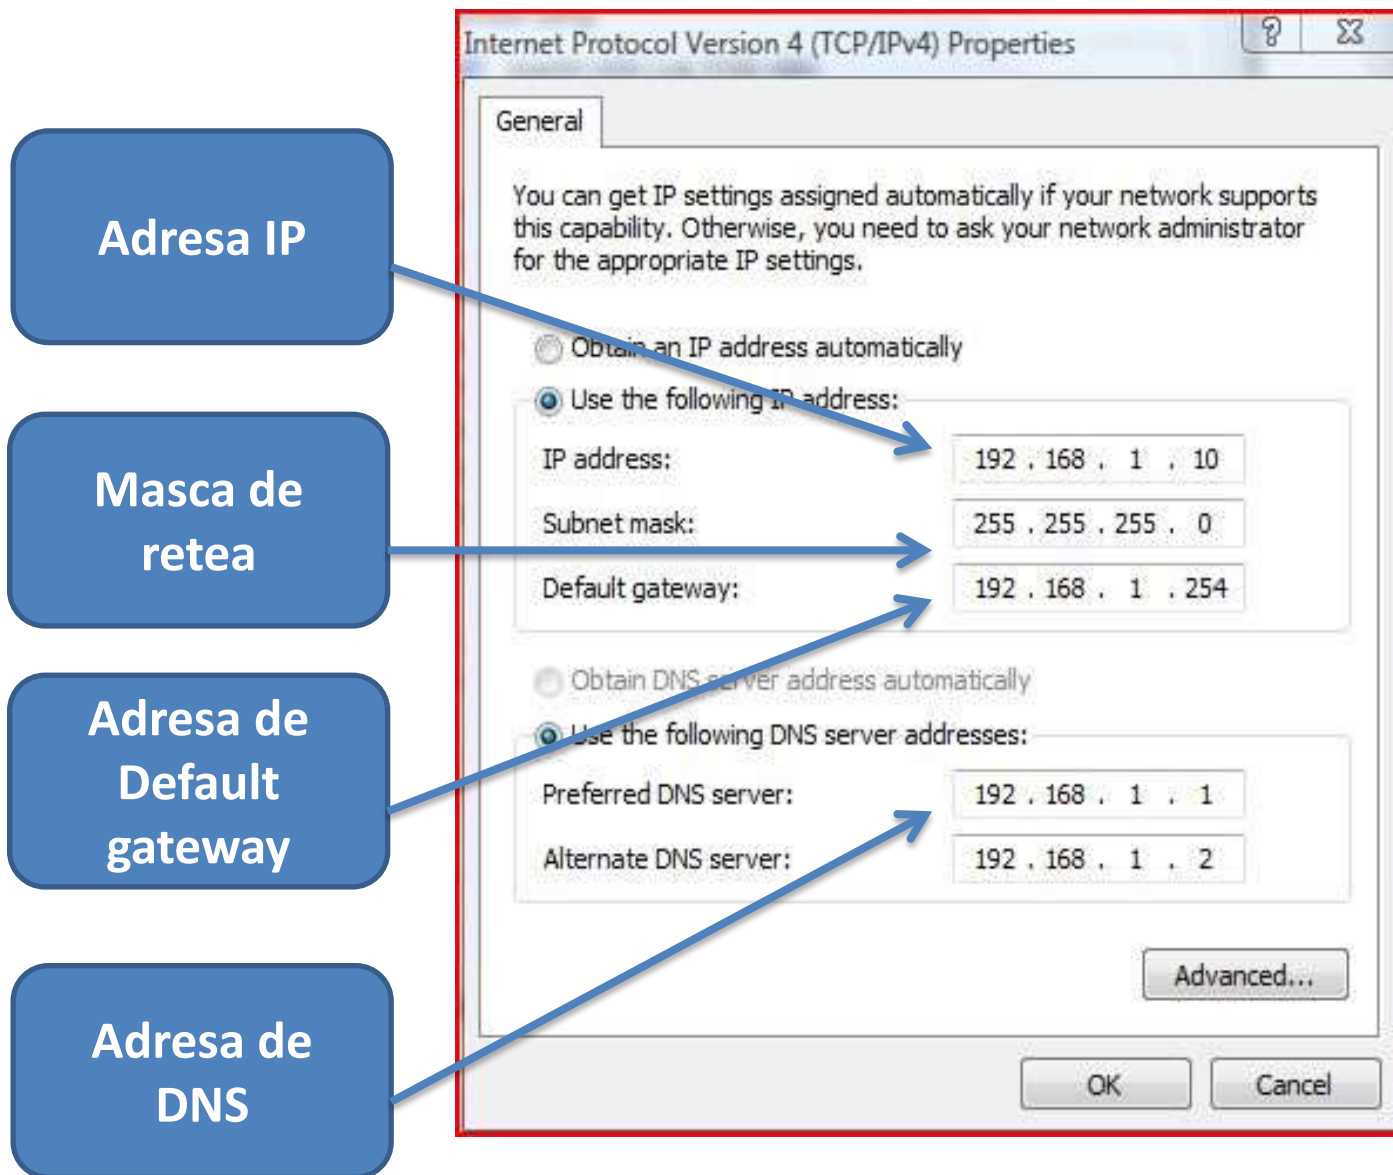 Internet Protocol Version 4 (TCP/IPv4) Properties
General
You can get IP settings assigned automatically if your network supports
this capability. Otherwise, you need to ask your network administrator
for the appropriate IP settings.
Obtain an IP address automatically
Use the following IP address:
IP address: 192 . 168 . 1 . 10
Subnet mask: 255 . 255 . 255 . 0
Default gateway: 192 . 168 . 1 . 254
Obtain DNS server address automatically
Use the following DNS server addresses:
Preferred DNS server: 192 . 168 . 1 . 1
Alternate DNS server: 192 . 168 . 1 . 2
Advanced...
OK
Cancel
Adresa IP
Masca de
retea
Adresa de
Default
gateway
Adresa de
DNS